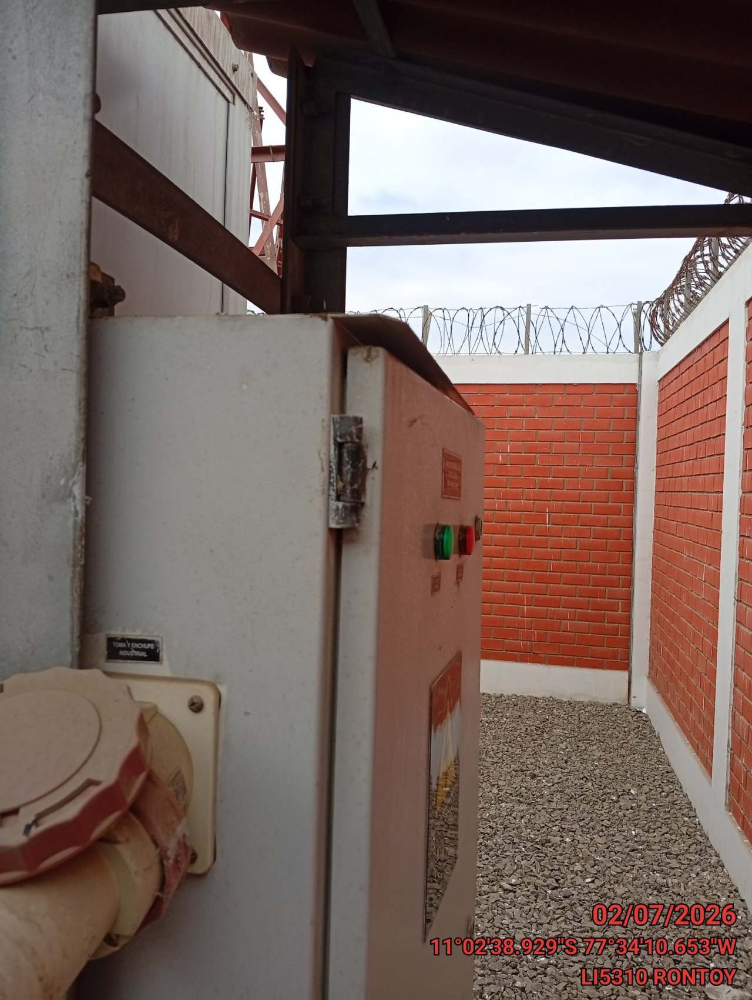 TOMA Y ENCHUFE
INDUSTRIAL
02/07/2026
11°02'38.929"S 77°34'10.653"W
LI5310 RONTOY